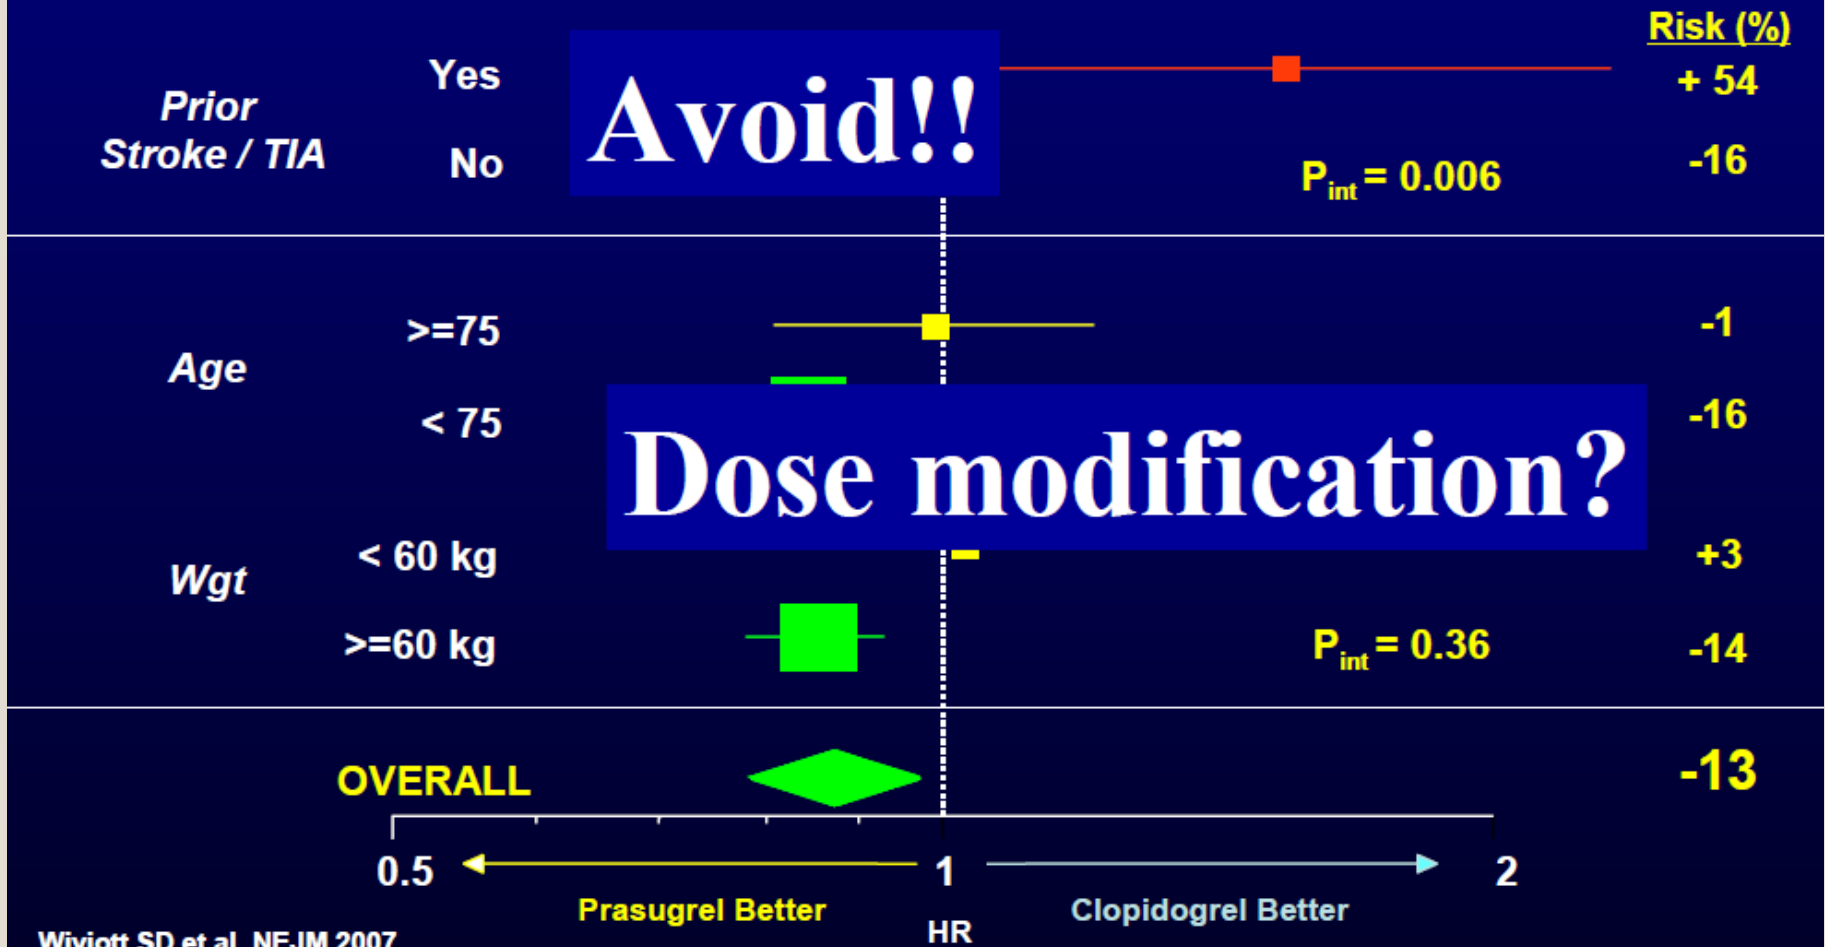 Risk (%)
Prior
Stroke / TIA
Yes
Avoid!!
+ 54
No
P int = 0.006
-16
Age
>=75
-1
< 75
-16
Dose modification?
Wgt
< 60 kg
+3
>=60 kg
P int = 0.36
-14
OVERALL
-13
0.5
1
2
Prasugrel Better
HR
Clopidogrel Better
Wiviott SD et al. NEJM 2007